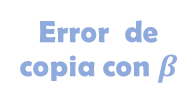 Error de
copia con β